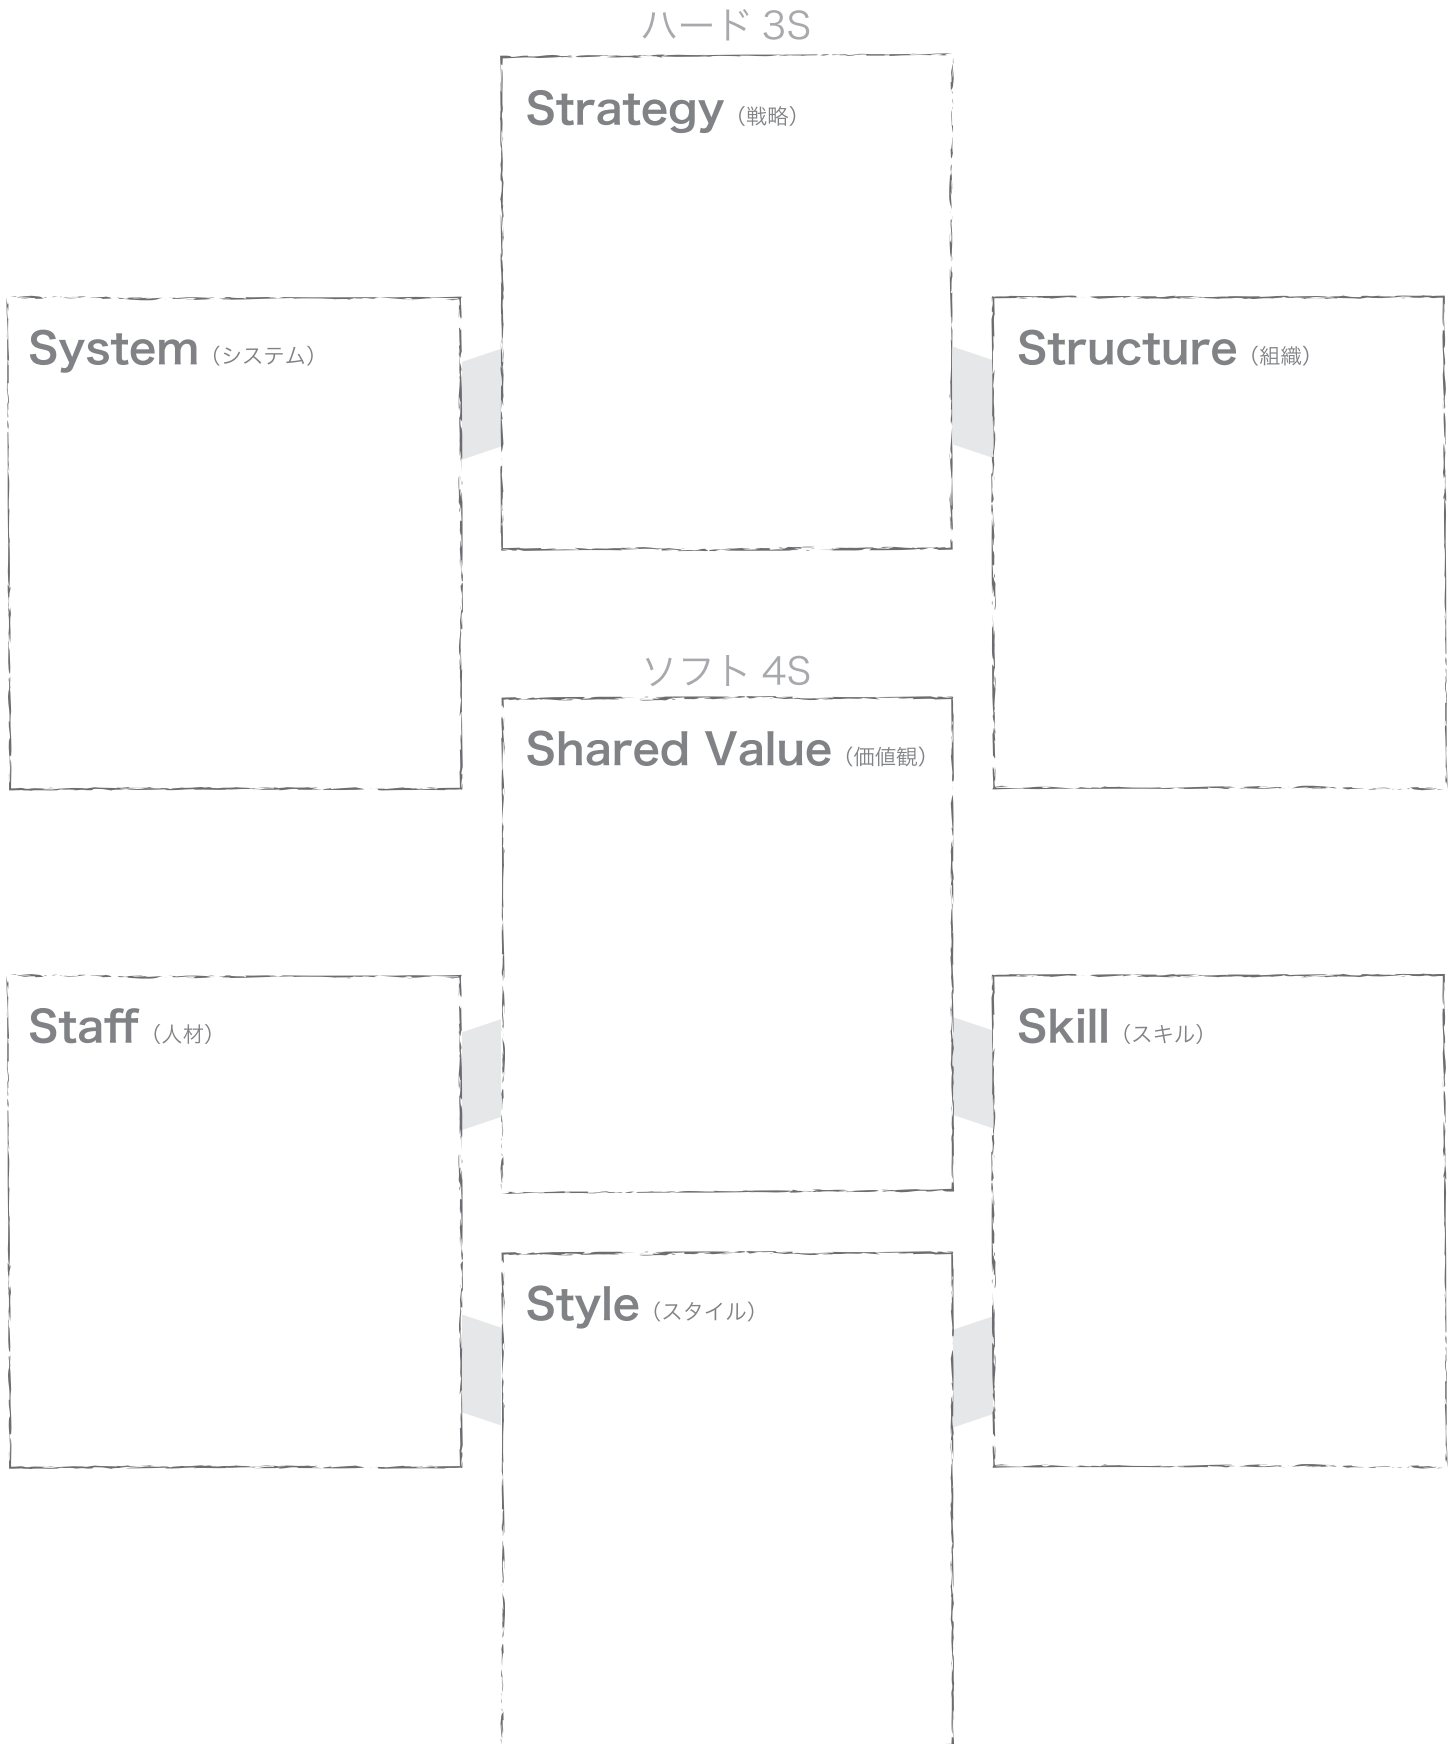 ハード 3S
Strategy（戦略）
System（システム）
Structure（組織）
ソフト 4S
Shared Value（価値観）
Staff（人材）
Skill（スキル）
Style（スタイル）